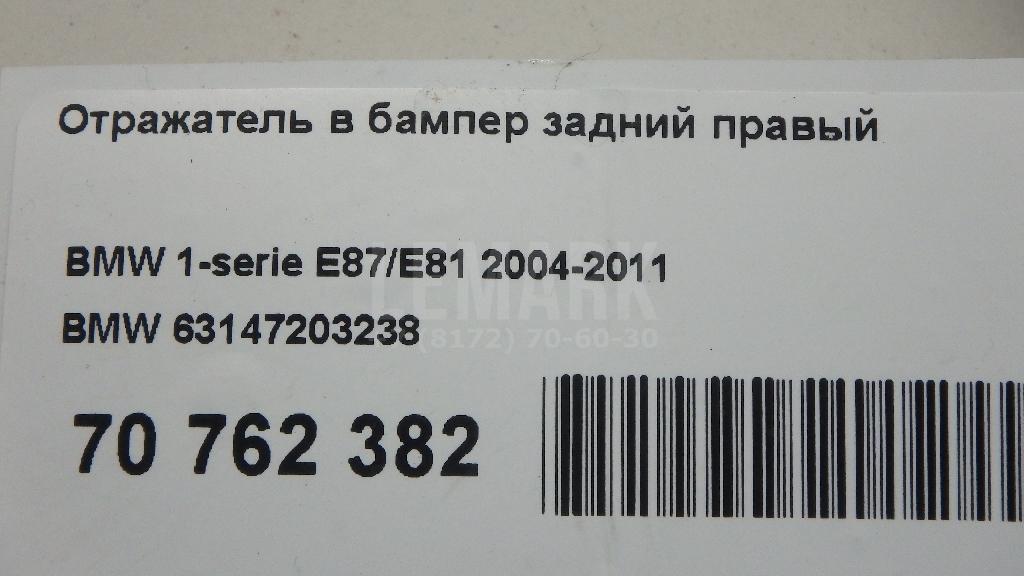 Отражатель в бампер задний правый
BMW 1-serie E87/E81 2004-2011
LEMARK
BMW 63147203238
(8172) 70-60-30
70 762 382